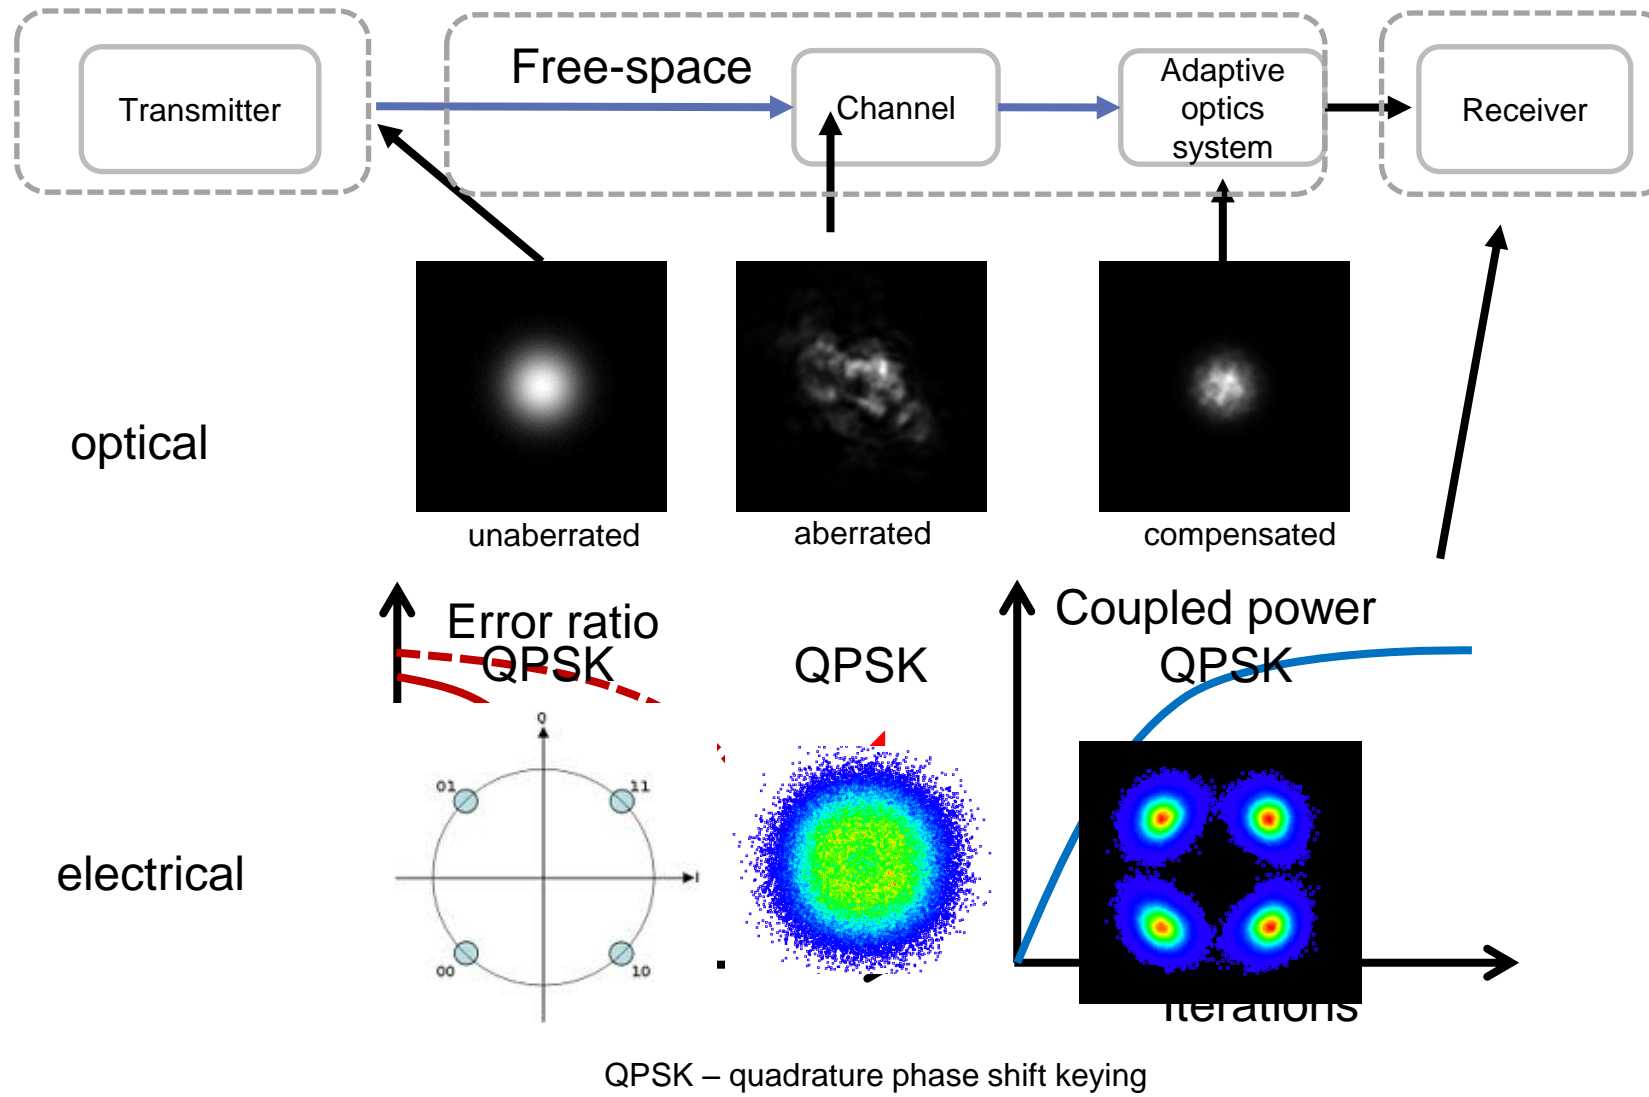 Free-space
Transmitter
Channel
Adaptive
optics
system
Receiver
optical
unaberrated
aberrated
compensated
Error ratio
Coupled power
QPSK
QPSK
QPSK
Q
01
11
I
electrical
00
10
Iterations
QPSK – quadrature phase shift keying